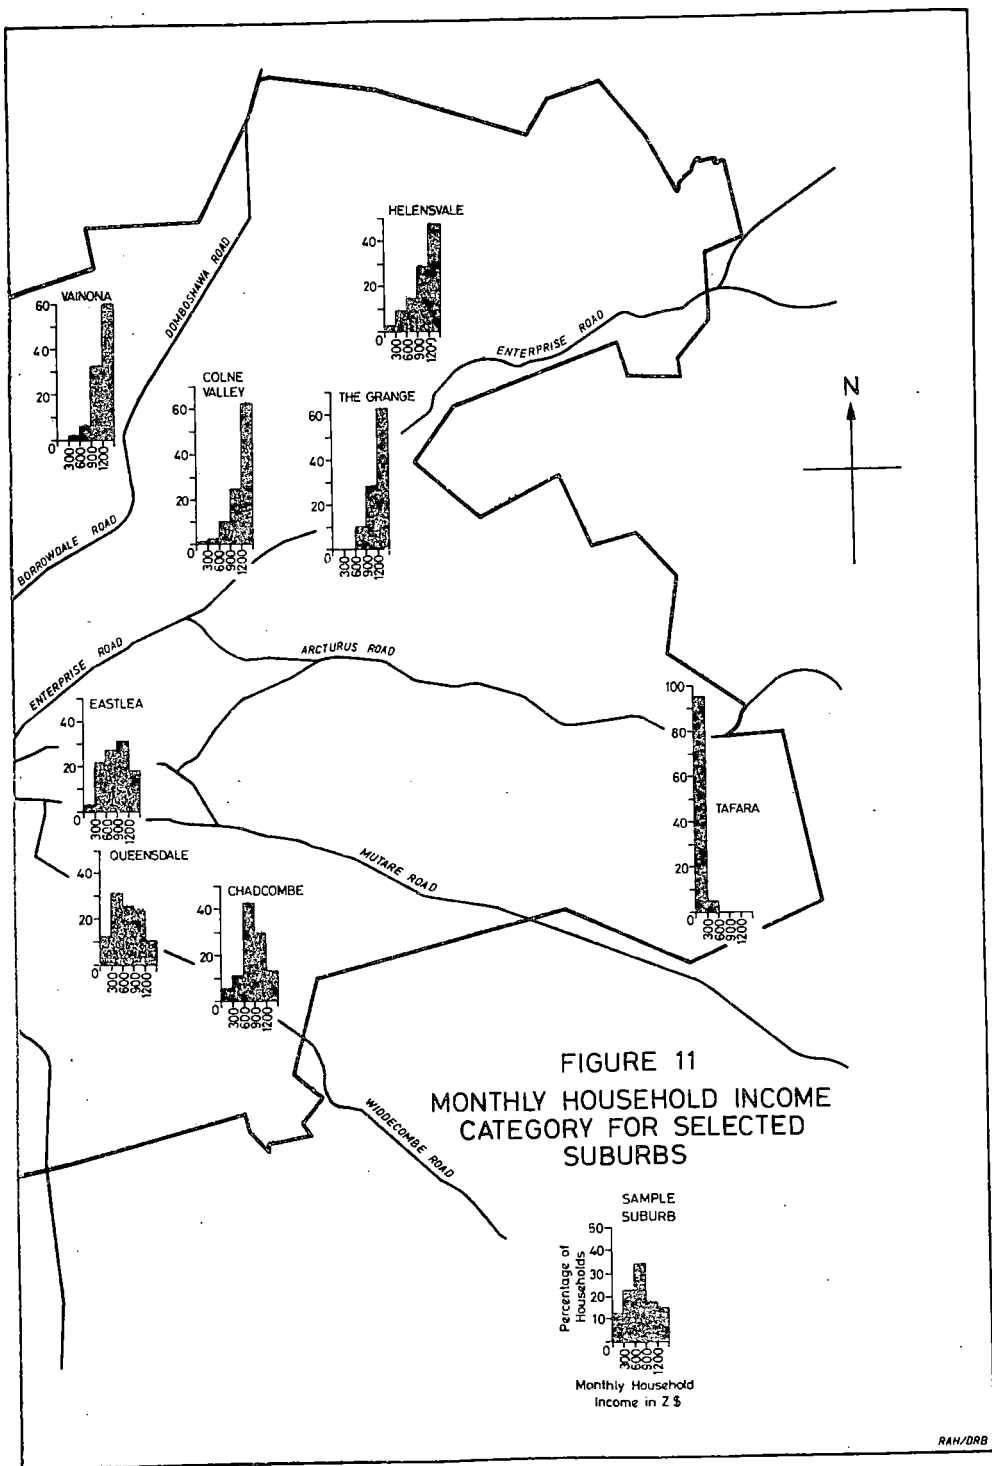 HELENSVALE
40
20
0
300
600
900
1200
DOMBOSHAWA ROAD
VAINONA
60
40
20
0
300
600
900
1200
ENTERPRISE ROAD
COLNE
VALLEY
60
40
20
0
300
600
900
1200
THE GRANGE
60
40
20
0
300
600
900
1200
N
BORROWDALE ROAD
ENTERPRISE ROAD
ARCTURUS ROAD
EASTLEA
40
20
0
300
600
900
1200
100
80
60
40
20
0
300
600
900
1200
TAFARA
MUTARE ROAD
QUEENSDALE
40
20
0
300
600
900
1200
CHADCOMBE
40
20
0
300
600
900
1200
WIDDECOMBE ROAD
FIGURE 11
MONTHLY HOUSEHOLD INCOME
CATEGORY FOR SELECTED
SUBURBS
SAMPLE
SUBURB
Percentage of
Households
50
40
30
20
10
0
300
600
900
1200
Monthly Household
Income in Z $
RAH/DRB